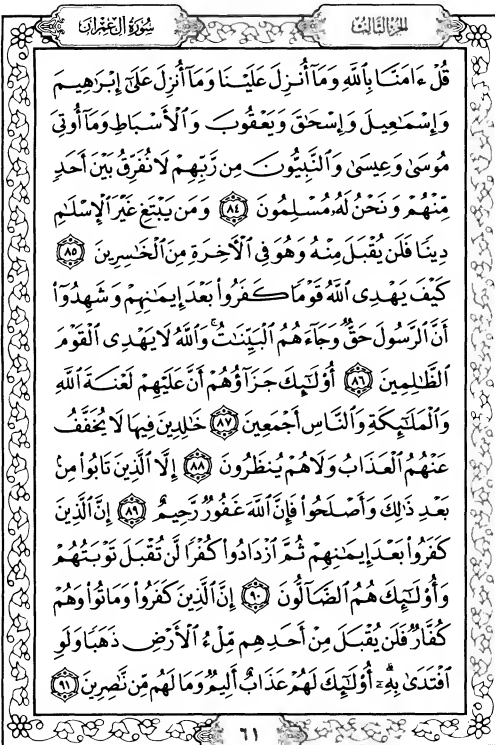 سُورَةُ آلِ عِمْرَانَ
الجزء الثالث
قُلْ ءَامَنَّا بِٱللَّهِ وَمَآ أُنزِلَ عَلَيْنَا وَمَآ أُنزِلَ عَلَىٰٓ إِبْرَٰهِيمَ
وَإِسْمَٰعِيلَ وَإِسْحَٰقَ وَيَعْقُوبَ وَٱلْأَسْبَاطِ وَمَآ أُوتِىَ
مُوسَىٰ وَعِيسَىٰ وَٱلنَّبِيُّونَ مِن رَّبِّهِمْ لَا نُفَرِّقُ بَيْنَ أَحَدٍ
مِّنْهُمْ وَنَحْنُ لَهُۥ مُسْلِمُونَ ٨٤ وَمَن يَبْتَغِ غَيْرَ ٱلْإِسْلَٰمِ
دِينًا فَلَن يُقْبَلَ مِنْهُ وَهُوَ فِى ٱلْأَخِرَةِ مِنَ ٱلْخَٰسِرِينَ ٨٥
كَيْفَ يَهْدِى ٱللَّهُ قَوْمًا كَفَرُوا۟ بَعْدَ إِيمَٰنِهِمْ وَشَهِدُوٓا۟
أَنَّ ٱلرَّسُولَ حَقٌّ وَجَآءَهُمُ ٱلْبَيِّنَٰتُ ۚ وَٱللَّهُ لَا يَهْدِى ٱلْقَوْمَ
ٱلظَّٰلِمِينَ ٨٦ أُو۟لَٰٓئِكَ جَزَآؤُهُمْ أَنَّ عَلَيْهِمْ لَعْنَةَ ٱللَّهِ
وَٱلْمَلَٰٓئِكَةِ وَٱلنَّاسِ أَجْمَعِينَ ٨٧ خَٰلِدِينَ فِيهَا لَا يُخَفَّفُ
عَنْهُمُ ٱلْعَذَابُ وَلَا هُمْ يُنظَرُونَ ٨٨ إِلَّا ٱلَّذِينَ تَابُوا۟ مِنۢ
بَعْدِ ذَٰلِكَ وَأَصْلَحُوا۟ فَإِنَّ ٱللَّهَ غَفُورٌ رَّحِيمٌ ٨٩ إِنَّ ٱلَّذِينَ
كَفَرُوا۟ بَعْدَ إِيمَٰنِهِمْ ثُمَّ ٱزْدَادُوا۟ كُفْرًا لَّن تُقْبَلَ تَوْبَتُهُمْ
وَأُو۟لَٰٓئِكَ هُمُ ٱلضَّآلُّونَ ٩٠ إِنَّ ٱلَّذِينَ كَفَرُوا۟ وَمَاتُوا۟ وَهُمْ
كُفَّارٌ فَلَن يُقْبَلَ مِنْ أَحَدِهِم مِّلْءُ ٱلْأَرْضِ ذَهَبًا وَلَوِ
ٱفْتَدَىٰ بِهِۦٓ ۗ أُو۟لَٰٓئِكَ لَهُمْ عَذَابٌ أَلِيمٌ وَمَا لَهُم مِّن نَّٰصِرِينَ ٩١
٦١